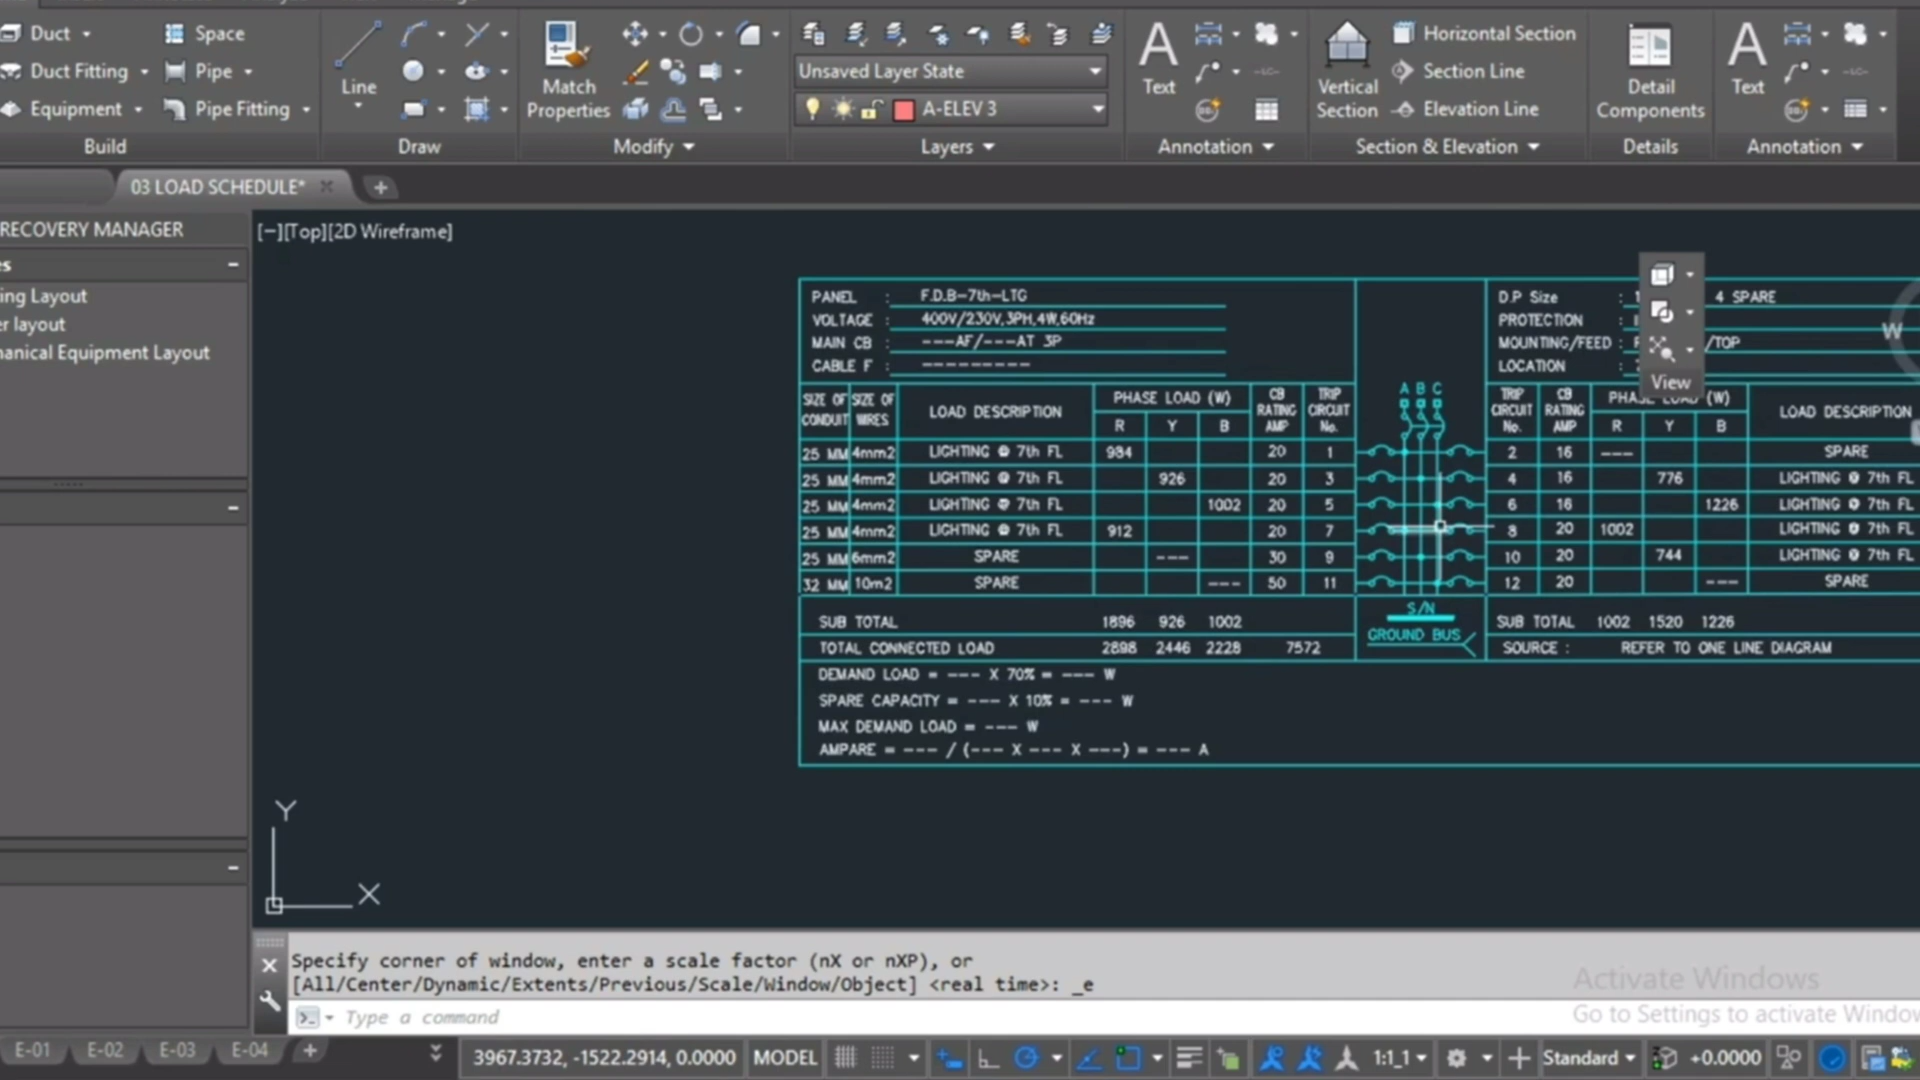 Duct
Space
Duct Fitting
Pipe
Equipment
Pipe Fitting
Build
Line
Draw
Match
Properties
Modify
Unsaved Layer State
A-ELEV 3
Layers
Text
Annotation
Vertical
Section
Horizontal Section
Section Line
Elevation Line
Section & Elevation
Detail
Components
Details
Text
Annotation
03 LOAD SCHEDULE*
RECOVERY MANAGER
es
ing Layout
er layout
hanical Equipment Layout
[−][Top][2D Wireframe]
W
View
PANEL : F.D.B-7th-LTG
VOLTAGE : 400V/230V,3PH,4W,60Hz
MAIN CB : ---AF/---AT 3P
CABLE F : ---------
D.P Size : 4 SPARE
PROTECTION :
MOUNTING/FEED : /TOP
LOCATION :
SIZE OF CONDUIT SIZE OF WIRES LOAD DESCRIPTION PHASE LOAD (W) R Y B CB RATING AMP TRIP CIRCUIT No.
A B C
TRIP CIRCUIT No. CB RATING AMP PHASE LOAD (W) R Y B LOAD DESCRIPTION
25 MM 4mm2 LIGHTING @ 7th FL 984 20 1 2 16 --- SPARE
25 MM 4mm2 LIGHTING @ 7th FL 926 20 3 4 16 776 LIGHTING @ 7th FL
25 MM 4mm2 LIGHTING @ 7th FL 1002 20 5 6 16 1226 LIGHTING @ 7th FL
25 MM 4mm2 LIGHTING @ 7th FL 912 20 7 8 20 1002 LIGHTING @ 7th FL
25 MM 6mm2 SPARE --- 30 9 10 20 744 LIGHTING @ 7th FL
32 MM 10m2 SPARE --- 50 11 12 20 --- SPARE
S/N
GROUND BUS
SUB TOTAL 1896 926 1002
SUB TOTAL 1002 1520 1226
TOTAL CONNECTED LOAD 2898 2446 2228 7572
SOURCE : REFER TO ONE LINE DIAGRAM
DEMAND LOAD = --- X 70% = --- W
SPARE CAPACITY = --- X 10% = --- W
MAX DEMAND LOAD = --- W
AMPARE = --- / (--- X --- X ---) = --- A
Y
X
Specify corner of window, enter a scale factor (nX or nXP), or
[All/Center/Dynamic/Extents/Previous/Scale/Window/Object] <real time>: _e
Type a command
Activate Windows
Go to Settings to activate Window
E-01 E-02 E-03 E-04
3967.3732, -1522.2914, 0.0000 MODEL 1:1_1 Standard +0.0000